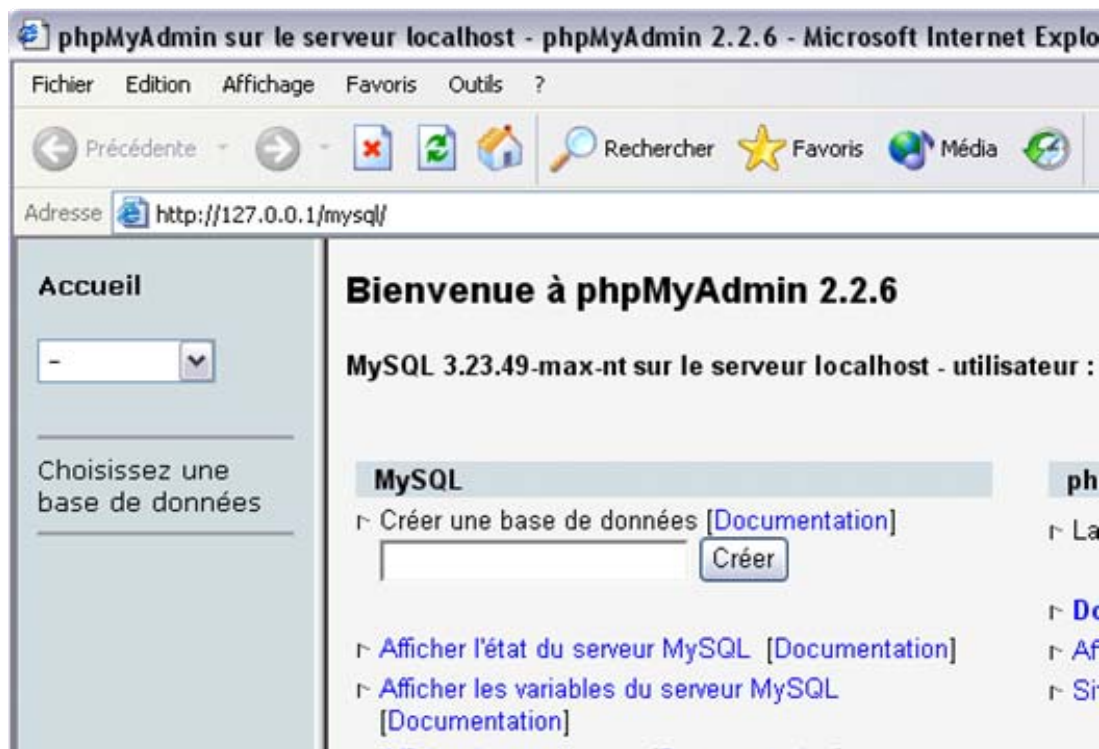 phpMyAdmin sur le serveur localhost - phpMyAdmin 2.2.6 - Microsoft Internet
Fichier Edition Affichage Favoris Outils ?
Précédente Rechercher Favoris Média
Adresse http://127.0.0.1/mysql/
Accueil
-
Choisissez une
base de données
Bienvenue à phpMyAdmin 2.2.6
MySQL 3.23.49-max-nt sur le serveur localhost - utilisateur :
MySQL
Créer une base de données [Documentation]
Créer
Afficher l'état du serveur MySQL [Documentation]
Afficher les variables du serveur MySQL
[Documentation]